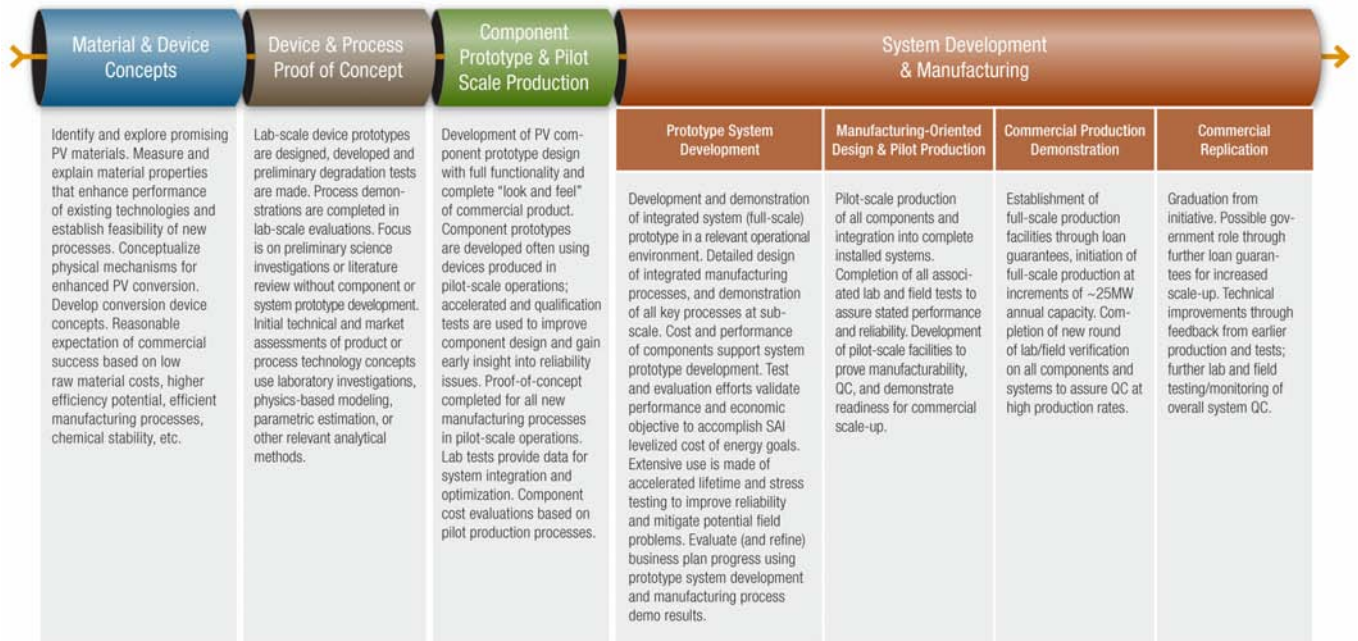 Material & Device
Concepts
Device & Process
Proof of Concept
Component
Prototype & Pilot
Scale Production
System Development
& Manufacturing
Identify and explore promising
PV materials. Measure and
explain material properties
that enhance performance
of existing technologies and
establish feasibility of new
processes. Conceptualize
physical mechanisms for
enhanced PV conversion.
Develop conversion device
concepts. Reasonable
expectation of commercial
success based on low
raw material costs, higher
efficiency potential, efficient
manufacturing processes,
chemical stability, etc.
Lab-scale device prototypes
are designed, developed and
preliminary degradation tests
are made. Process demon-
strations are completed in
lab-scale evaluations. Focus
is on preliminary science
investigations or literature
review without component or
system prototype development.
Initial technical and market
assessments of product or
process technology concepts
use laboratory investigations,
physics-based modeling,
parametric estimation, or
other relevant analytical
methods.
Development of PV com-
ponent prototype design
with full functionality and
complete “look and feel”
of commercial product.
Component prototypes
are developed often using
devices produced in
pilot-scale operations;
accelerated and qualification
tests are used to improve
component design and gain
early insight into reliability
issues. Proof-of-concept
completed for all new
manufacturing processes
in pilot-scale operations.
Lab tests provide data for
system integration and
optimization. Component
cost evaluations based on
pilot production processes.
Prototype System
Development
Development and demonstration
of integrated system (full-scale)
prototype in a relevant operational
environment. Detailed design
of integrated manufacturing
processes, and demonstration
of all key processes at sub-
scale. Cost and performance
of components support system
prototype development. Test
and evaluation efforts validate
performance and economic
objective to accomplish SAI
levelized cost of energy goals.
Extensive use is made of
accelerated lifetime and stress
testing to improve reliability
and mitigate potential field
problems. Evaluate (and refine)
business plan progress using
prototype system development
and manufacturing process
demo results.
Manufacturing-Oriented
Design & Pilot Production
Pilot-scale production
of all components and
integration into complete
installed systems.
Completion of all associ-
ated lab and field tests to
assure stated performance
and reliability. Development
of pilot-scale facilities to
prove manufacturability,
QC, and demonstrate
readiness for commercial
scale-up.
Commercial Production
Demonstration
Establishment of
full-scale production
facilities through loan
guarantees, initiation of
full-scale production at
increments of ~25MW
annual capacity. Com-
pletion of new round
of lab/field verification
on all components and
systems to assure QC at
high production rates.
Commercial
Replication
Graduation from
initiative. Possible gov-
ernment role through
further loan guaran-
tees for increased
scale-up. Technical
improvements through
feedback from earlier
production and tests;
further lab and field
testing/monitoring of
overall system QC.